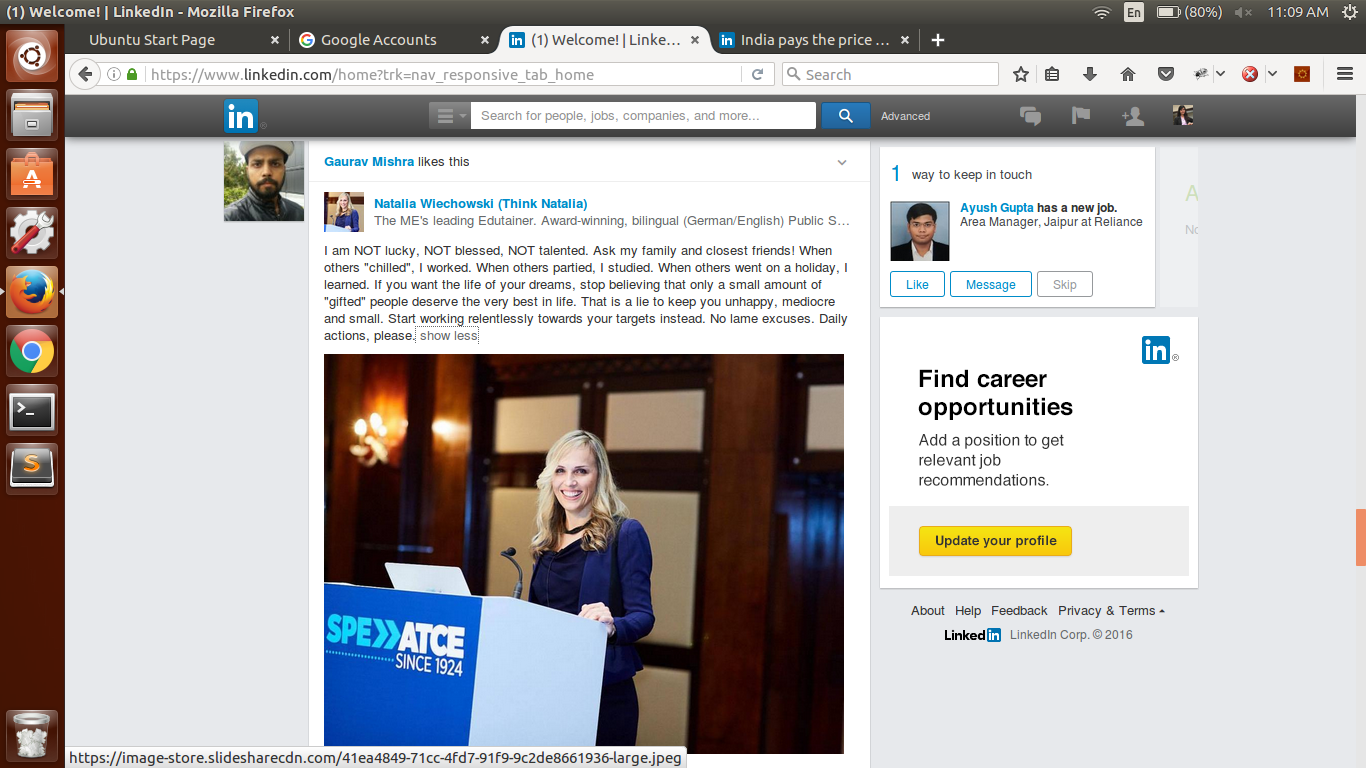 (1) Welcome! | LinkedIn - Mozilla Firefox
En
(80%)
11:09 AM
Ubuntu Start Page
Google Accounts
(1) Welcome! | Linke...
India pays the price ...
https://www.linkedin.com/home?trk=nav_responsive_tab_home
Search
in
Search for people, jobs, companies, and more...
Advanced
Gaurav Mishra likes this
Natalia Wiechowski (Think Natalia)
The ME's leading Edutainer. Award-winning, bilingual (German/English) Public S...
I am NOT lucky, NOT blessed, NOT talented. Ask my family and closest friends! When
others "chilled", I worked. When others partied, I studied. When others went on a holiday, I
learned. If you want the life of your dreams, stop believing that only a small amount of
"gifted" people deserve the very best in life. That is a lie to keep you unhappy, mediocre
and small. Start working relentlessly towards your targets instead. No lame excuses. Daily
actions, please. show less
SPE ATCE
SINCE 1924
1 way to keep in touch
Ayush Gupta has a new job.
Area Manager, Jaipur at Reliance
Like
Message
Skip
A
No
in®
Find career
opportunities
Add a position to get
relevant job
recommendations.
Update your profile
About Help Feedback Privacy & Terms
Linked in LinkedIn Corp. © 2016
https://image-store.slidesharecdn.com/41ea4849-71cc-4fd7-91f9-9c2de8661936-large.jpeg